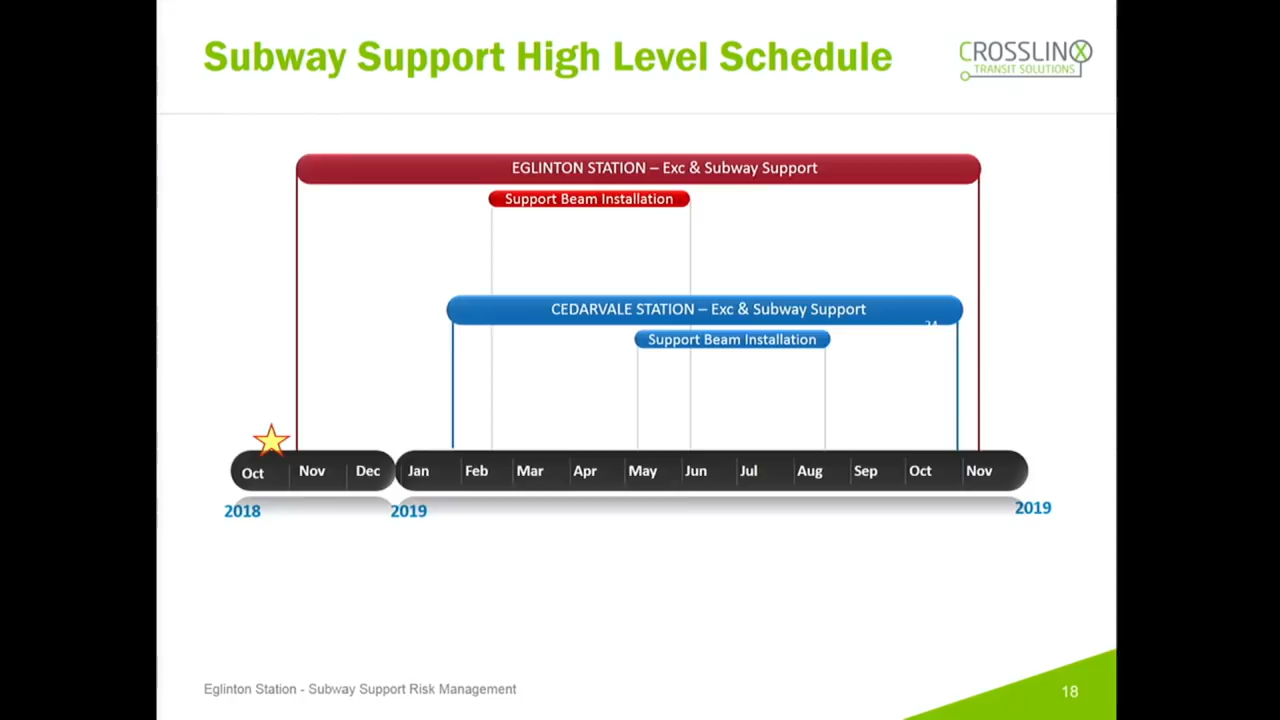 Subway Support High Level Schedule
CROSSLINX
TRANSIT SOLUTIONS
EGLINTON STATION – Exc & Subway Support
Support Beam Installation
CEDARVALE STATION – Exc & Subway Support
24
Support Beam Installation
Oct Nov Dec Jan Feb Mar Apr May Jun Jul Aug Sep Oct Nov
2018 2019 2019
Eglinton Station - Subway Support Risk Management
18